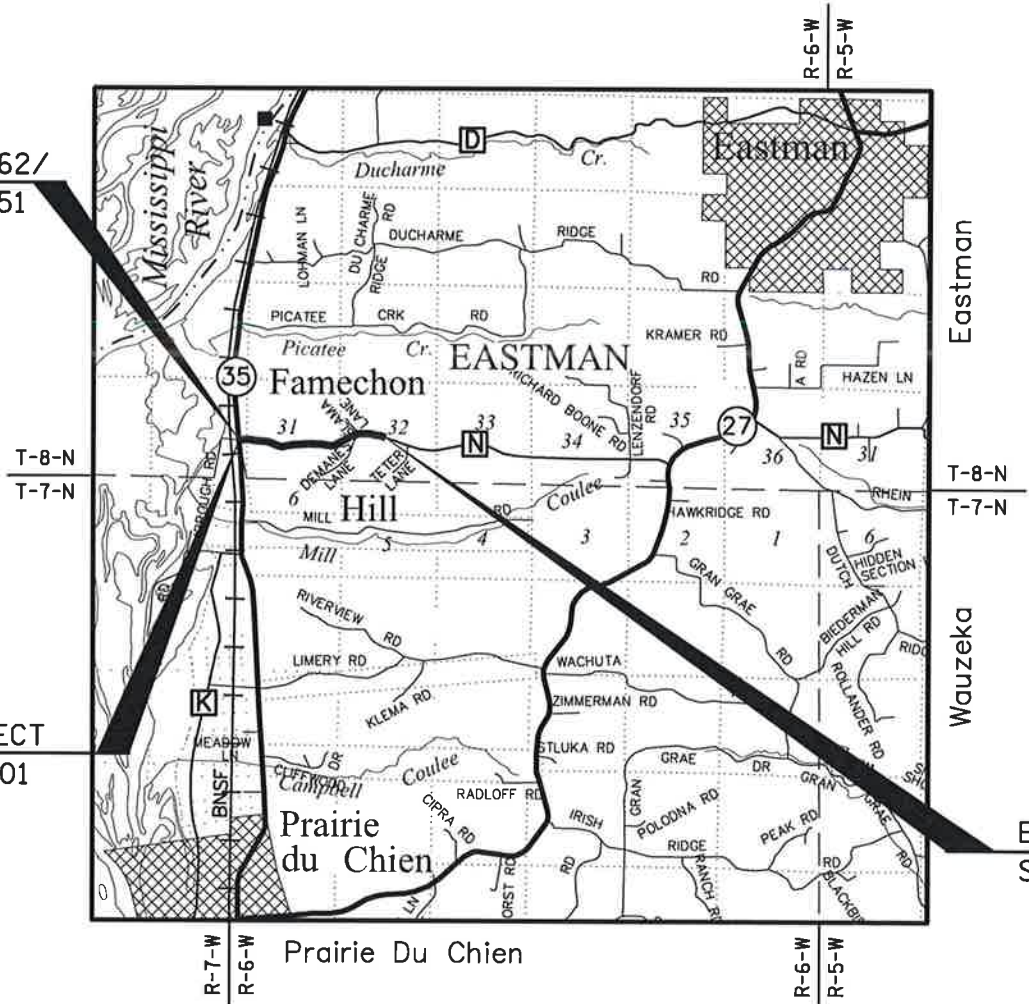 R-6-W
R-5-W
62/
51
Mississippi
River
D
Ducharme
Cr.
Eastman
LOHMAN LN
DU CHARME
RIDGE
RD
DUCHARME
RIDGE
RD
Eastman
PICATEE
CRK
RD
Picatee
Cr.
EASTMAN
KRAMER RD
A RD
HAZEN LN
35
Famechon
RICHARD BOONE RD
LENZENDORF
RD
31
LAMA
LANE
32
33
N
34
35
27
36
N
31
T-8-N
T-7-N
T-8-N
T-7-N
DEMANES
LANE
TETER
LANE
6
Hill
MILL
RD
Coulee
Mill
5
4
3
2
1
6
HAWKRIDGE RD
RHEIN
DUTCH
HIDDEN
SECTION
GRAN GRAE
RD
BIEDERMAN
HILL RD
ROLLANDER RD
RIVERVIEW
RD
LIMERY RD
KLEMA RD
WACHUTA
ZIMMERMAN RD
Wauzeka
K
BNSF
MEADOW
LN
CLIFFWOOD
DR
Campbell
Coulee
STLUKA RD
RADLOFF RD
CIPRA RD
GRAE
DR
GRAN
GRAE
RD
GRAN
POLODNA RD
PEAK RD
IRISH
RIDGE
RD
RD
RANCH RD
ORST RD
LN
ECT
01
E
S
Prairie
du Chien
R-7-W
R-6-W
Prairie Du Chien
R-6-W
R-5-W